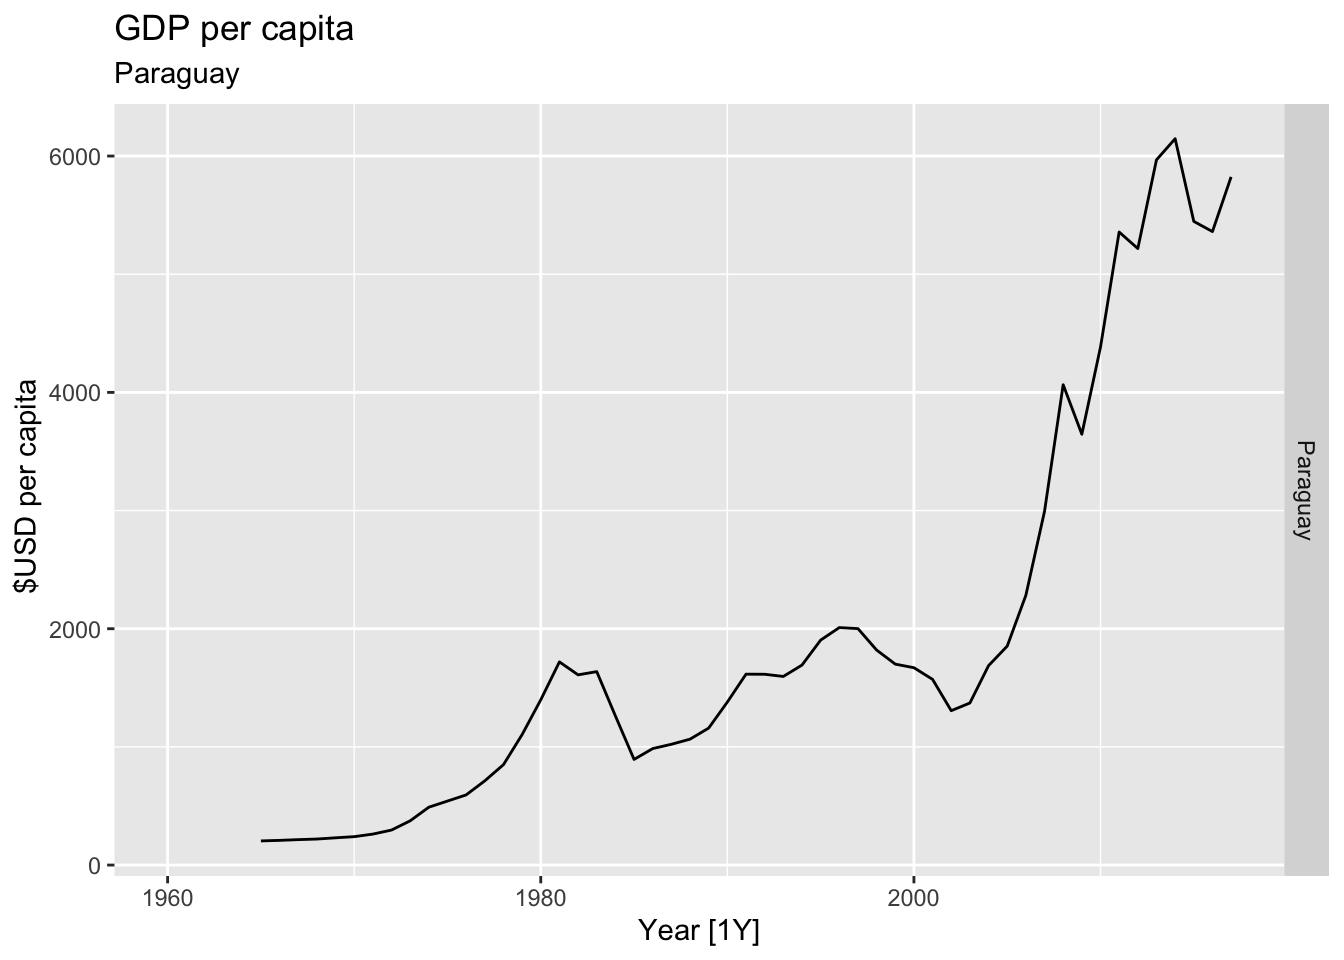 GDP per capita
Paraguay
6000
4000
2000
0
$USD per capita
Paraguay
1960
1980
2000
Year [1Y]